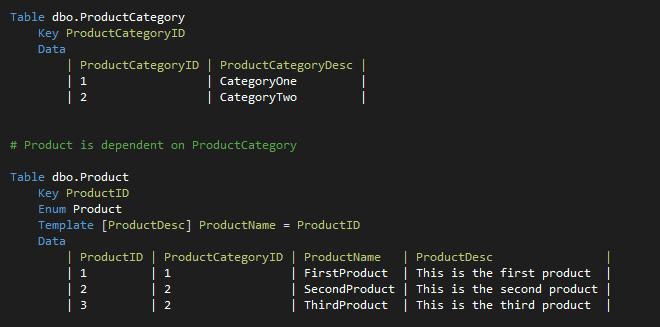 Table dbo.ProductCategory
    Key ProductCategoryID
    Data
        | ProductCategoryID | ProductCategoryDesc |
        | 1                 | CategoryOne         |
        | 2                 | CategoryTwo         |
# Product is dependent on ProductCategory
Table dbo.Product
    Key ProductID
    Enum Product
    Template [ProductDesc] ProductName = ProductID
    Data
        | ProductID | ProductCategoryID | ProductName   | ProductDesc                |
        | 1         | 1                 | FirstProduct  | This is the first product  |
        | 2         | 2                 | SecondProduct | This is the second product |
        | 3         | 2                 | ThirdProduct  | This is the third product  |